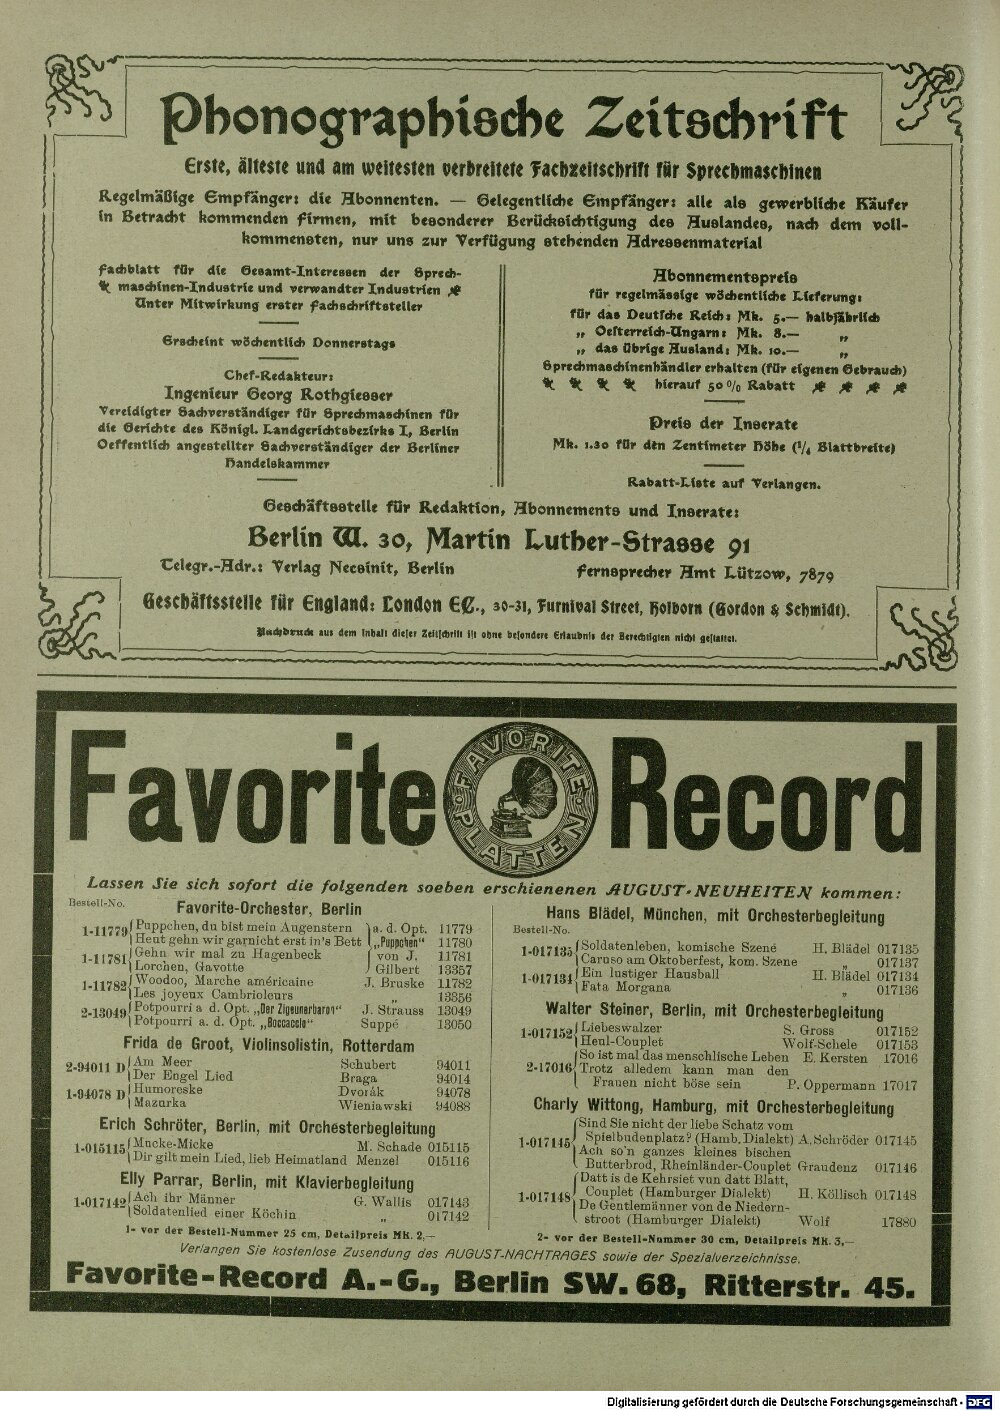 Phonographische Zeitschrift
Erste, älteste und am weitesten verbreitete Fachzeitschrift für Sprechmaschinen
Regelmäßige Empfänger: die Abonnenten. — Gelegentliche Empfänger: alle als gewerbliche Käufer
in Betracht kommenden Firmen, mit besonderer Berücksichtigung des Auslandes, nach dem voll-
kommensten, nur uns zur Verfügung stehenden Adressenmaterial
Fachblatt für die Gesamt-Interessen der Sprech-
maschinen-Industrie und verwandter Industrien
Unter Mitwirkung erster Fachschriftsteller
Erscheint wöchentlich Donnerstags
Chef-Redakteur:
Ingenieur Georg Rothgiesser
Vereidigter Sachverständiger für Sprechmaschinen für
die Gerichte des Königl. Landgerichtsbezirks I, Berlin
Oeffentlich angestellter Sachverständiger der Berliner
Handelskammer
Abonnementspreis
für regelmässige wöchentliche Lieferung:
für das Deutsche Reich: Mk. 5.— halbjährlich
„ Oesterreich-Ungarn: Mk. 8.— „
„ das übrige Ausland: Mk. 10.— „
Sprechmaschinenhändler erhalten (für eigenen Gebrauch)
hierauf 50 % Rabatt
Preis der Inserate
Mk. 1.30 für den Zentimeter Höhe (¹/₄ Blattbreite)
Rabatt-Liste auf Verlangen.
Geschäftsstelle für Redaktion, Abonnements und Inserate:
Berlin W. 30, Martin Luther-Strasse 91
Telegr.-Adr.: Verlag Necsinit, Berlin
Fernsprecher Amt Lützow, 7879
Geschäftsstelle für England: London EC., 30-31, Furnival Street, Holborn (Gordon & Schmidt).
Nachdruck aus dem Inhalt dieser Zeitschrift ist ohne besondere Erlaubnis der Berechtigten nicht gestattet.
Favorite Record
FAVORITE · PLATTEN ·
Lassen Sie sich sofort die folgenden soeben erschienenen AUGUST-NEUHEITEN kommen:
Bestell-No.
Favorite-Orchester, Berlin
1-11779 { Puppchen, du bist mein Augenstern } a. d. Opt. 11779
Heut gehn wir garnicht erst in's Bett „Puppchen“ 11780
1-11781 { Gehn wir mal zu Hagenbeck von J. 11781
Lorchen, Gavotte Gilbert 13357
1-11782 { Woodoo, Marche américaine J. Bruske 11782
Les joyeux Cambrioleurs „ 13356
2-13049 { Potpourri a d. Opt. „Der Zigeunerbaron“ J. Strauss 13049
Potpourri a. d. Opt. „Boccaccio“ Suppé 13050
Frida de Groot, Violinsolistin, Rotterdam
2-94011 D { Am Meer Schubert 94011
Der Engel Lied Braga 94014
1-94078 D { Humoreske Dvorák 94078
Mazurka Wieniawski 94088
Erich Schröter, Berlin, mit Orchesterbegleitung
1-015115 { Mucke-Micke M. Schade 015115
Dir gilt mein Lied, lieb Heimatland Menzel 015116
Elly Parrar, Berlin, mit Klavierbegleitung
1-017142 { Ach ihr Männer G. Wallis 017143
Soldatenlied einer Köchin „ 017142
1- vor der Bestell-Nummer 25 cm, Detailpreis Mk. 2,—
Hans Blädel, München, mit Orchesterbegleitung
Bestell-No.
1-017135 { Soldatenleben, komische Szene H. Blädel 017135
Caruso am Oktoberfest, kom. Szene „ 017137
1-017134 { Ein lustiger Hausball H. Blädel 017134
Fata Morgana „ 017136
Walter Steiner, Berlin, mit Orchesterbegleitung
1-017152 { Liebeswalzer S. Gross 017152
Heul-Couplet Wolf-Schele 017153
2-17016 { So ist mal das menschlische Leben E. Kersten 17016
Trotz alledem kann man den
Frauen nicht böse sein P. Oppermann 17017
Charly Wittong, Hamburg, mit Orchesterbegleitung
1-017145 { Sind Sie nicht der liebe Schatz vom
Spielbudenplatz? (Hamb. Dialekt) A. Schröder 017145
Ach so'n ganzes kleines bischen
Butterbrod, Rheinländer-Couplet Graudenz 017146
1-017148 { Datt is de Kehrsiet vun datt Blatt,
Couplet (Hamburger Dialekt) H. Köllisch 017148
De Gentlemänner von de Niedern-
stroot (Hamburger Dialekt) Wolf 17880
2- vor der Bestell-Nummer 30 cm, Detailpreis Mk. 3,—
Verlangen Sie kostenlose Zusendung des AUGUST-NACHTRAGES sowie der Spezialverzeichnisse.
Favorite-Record A.-G., Berlin SW. 68, Ritterstr. 45.
Digitalisierung gefördert durch die Deutsche Forschungsgemeinschaft - DFG